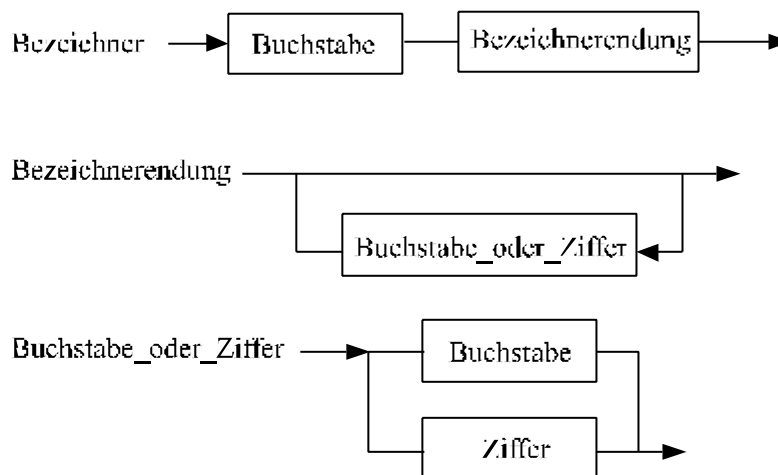 Bezeichner Buchstabe Bezeichnerendung
Bezeichnerendung
Buchstabe_oder_Ziffer
Buchstabe_oder_Ziffer Buchstabe
Ziffer